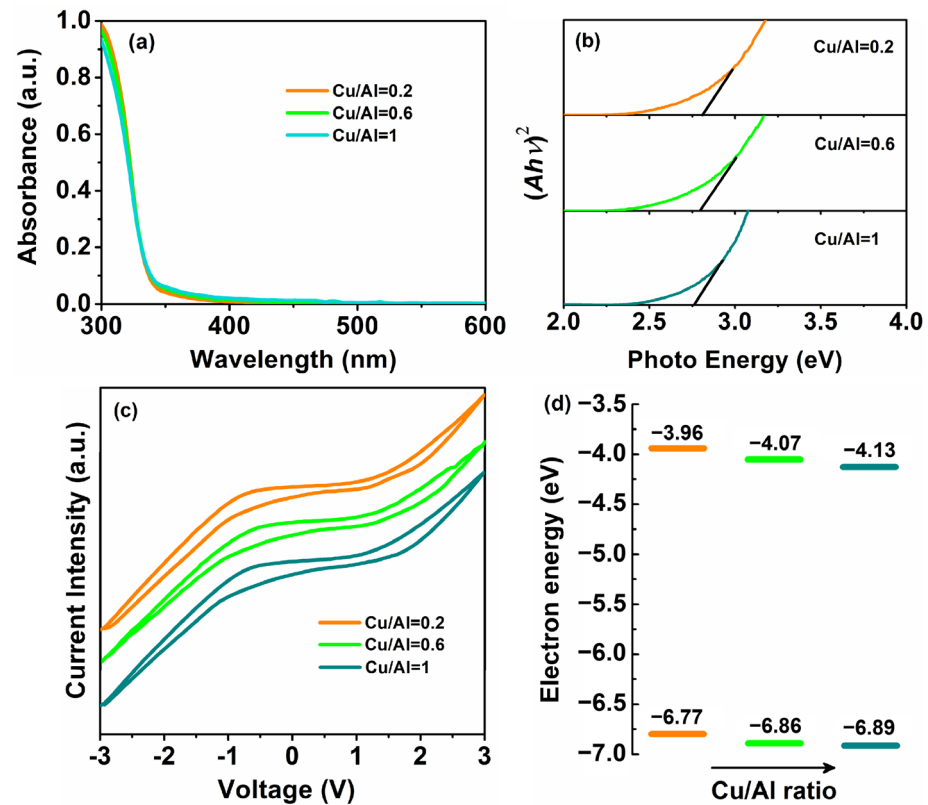 (a)
Absorbance (a.u.)
1.0
0.8
0.6
0.4
0.2
0.0
Cu/Al=0.2
Cu/Al=0.6
Cu/Al=1
300
400
500
600
Wavelength (nm)
(b)
(Ahν)²
Cu/Al=0.2
Cu/Al=0.6
Cu/Al=1
2.0
2.5
3.0
3.5
4.0
Photo Energy (eV)
(c)
Current Intensity (a.u.)
Cu/Al=0.2
Cu/Al=0.6
Cu/Al=1
-3
-2
-1
0
1
2
3
Voltage (V)
(d)
Electron energy (eV)
−3.5
−4.0
−4.5
−5.0
−5.5
−6.0
−6.5
−7.0
−3.96
−4.07
−4.13
−6.77
−6.86
−6.89
Cu/Al ratio